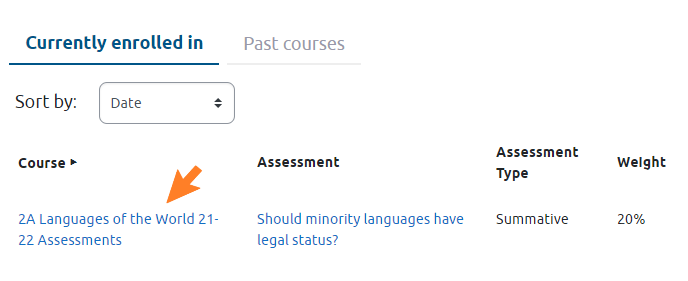 Currently enrolled in
Past courses
Sort by:
Date
Course
Assessment
Assessment
Type
Weight
2A Languages of the World 21-
22 Assessments
Should minority languages have
legal status?
Summative
20%